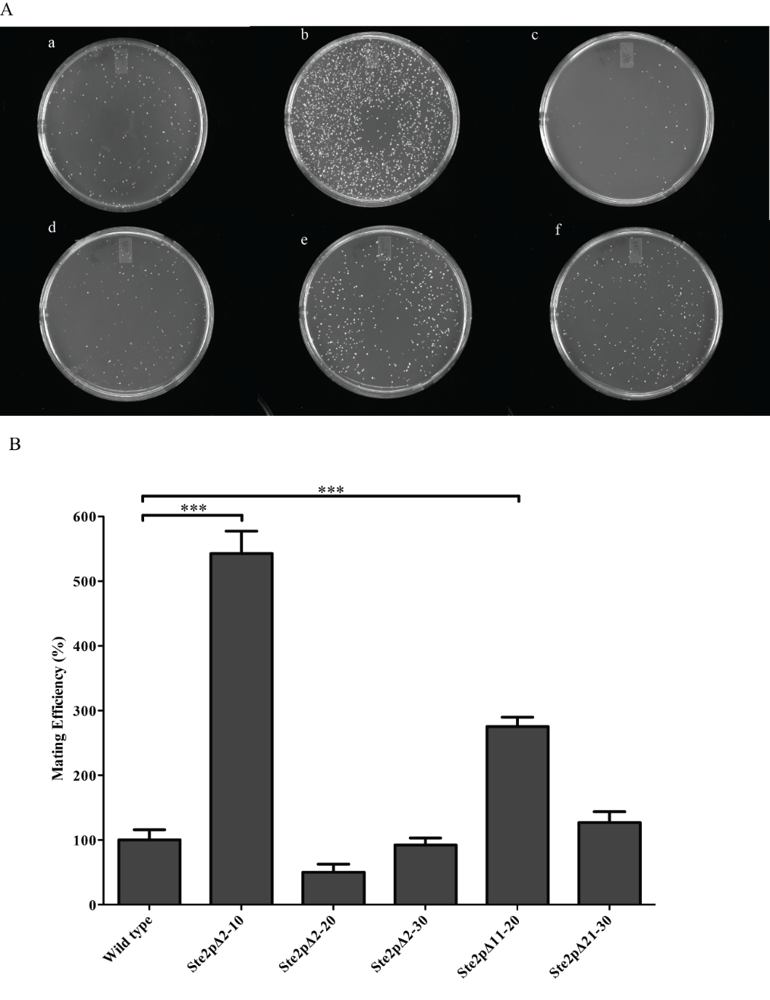 A
a
b
c
d
e
f
B
***
***
600
500
400
300
200
100
0
Mating Efficiency (%)
Wild type
Ste2pΔ2-10
Ste2pΔ2-20
Ste2pΔ2-30
Ste2pΔ11-20
Ste2pΔ21-30